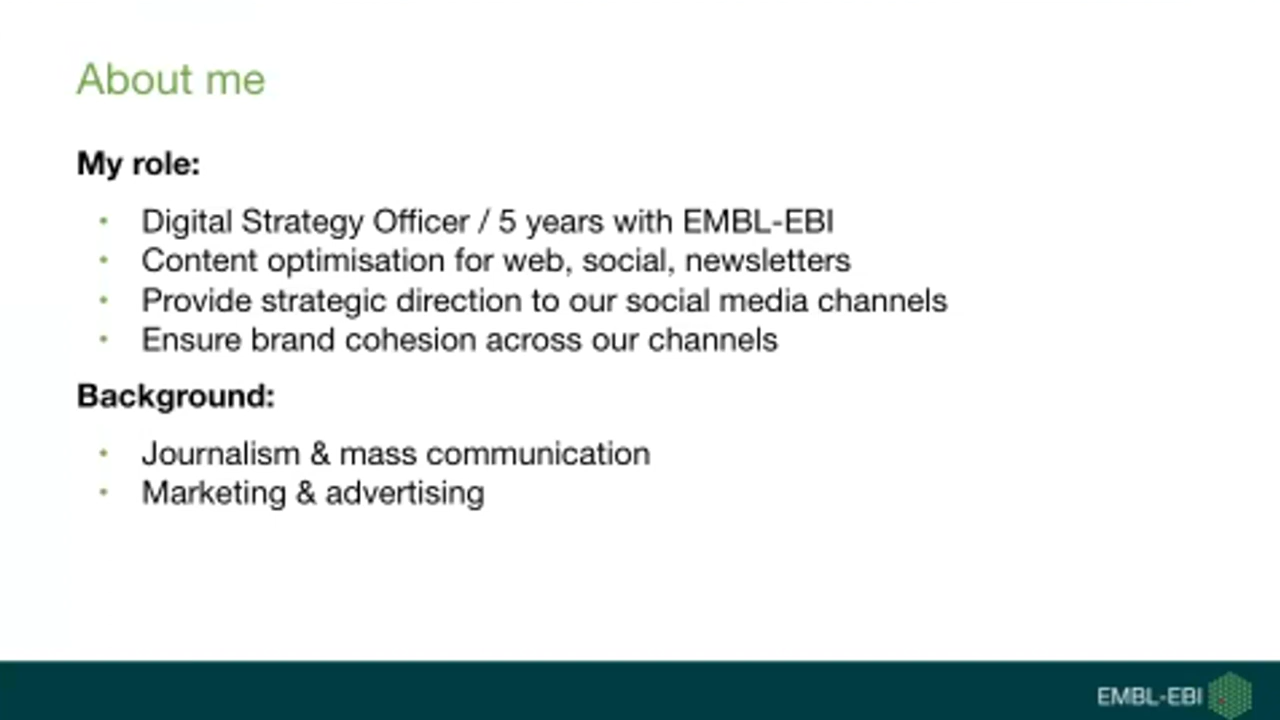 About me
My role:
• Digital Strategy Officer / 5 years with EMBL-EBI
• Content optimisation for web, social, newsletters
• Provide strategic direction to our social media channels
• Ensure brand cohesion across our channels
Background:
• Journalism & mass communication
• Marketing & advertising
EMBL-EBI